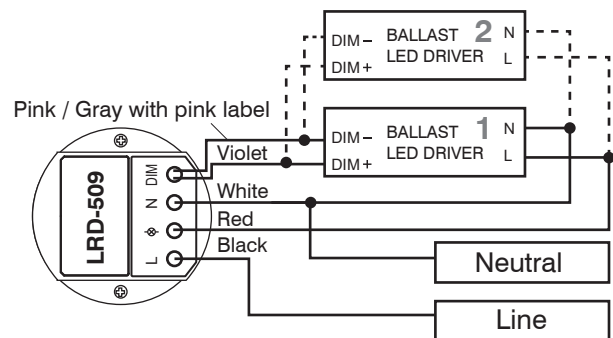 DIM- BALLAST 2 N
DIM+ LED DRIVER L
Pink / Gray with pink label
DIM- BALLAST 1 N
DIM+ LED DRIVER L
Violet
White
Red
Black
LRD-509
DIM
N
L
Neutral
Line